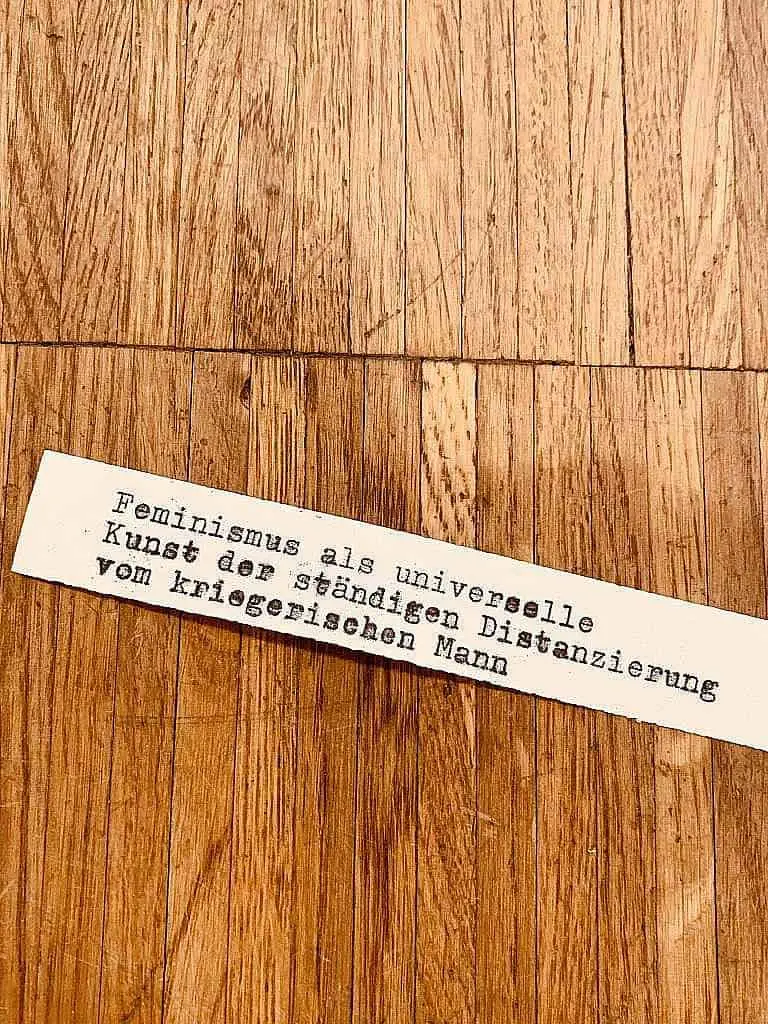 Feminismus als universelle
Kunst der ständigen Distanzierung
vom kriegerischen Mann